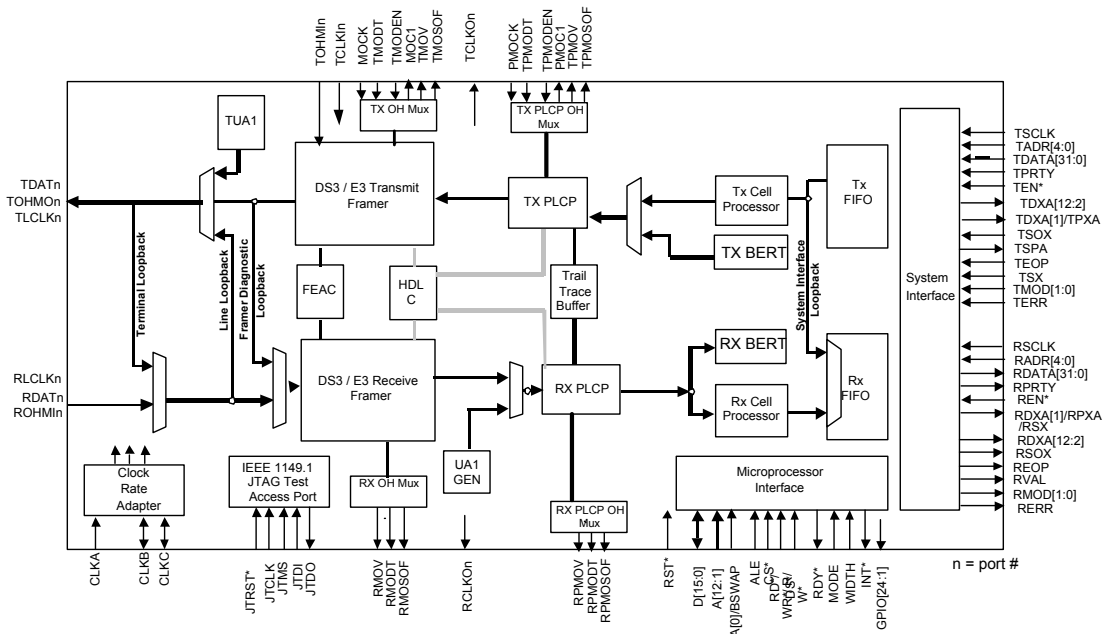 TOHMIn
TCLKIn
MOCK
TMODT
TMODEN
MOC1
TMOV
TMOSOF
TCLKOn
PMOCK
TPMODT
TPMODEN
PMOC1
TPMOV
TPMOSOF
TUA1
TX OH Mux
TX PLCP OH
Mux
DS3 / E3 Transmit
Framer
TX PLCP
Tx Cell
Processor
Tx
FIFO
TX BERT
TDATn
TOHMOn
TLCLKn
Terminal Loopback
Line Loopback
Framer Diagnostic
Loopback
FEAC
HDL
C
Trail
Trace
Buffer
System Interface
Loopback
System
Interface
TSCLK
TADR[4:0]
TDATA[31:0]
TPRTY
TEN*
TDXA[12:2]
TDXA[1]/TPXA
TSOX
TSPA
TEOP
TSX
TMOD[1:0]
TERR
RSCLK
RADR[4:0]
RDATA[31:0]
RPRTY
REN*
RDXA[1]/RPXA
/RSX
RDXA[12:2]
RSOX
REOP
RVAL
RMOD[1:0]
RERR
RLCLKn
RDATn
ROHMIn
DS3 / E3 Receive
Framer
RX PLCP
RX BERT
Rx Cell
Processor
Rx
FIFO
Clock
Rate
Adapter
IEEE 1149.1
JTAG Test
Access Port
RX OH Mux
UA1
GEN
RX PLCP OH
Mux
Microprocessor
Interface
CLKA
CLKB
CLKC
JTRST*
JTCLK
JTMS
JTDI
JTDO
RMOV
RMODT
RMOSOF
RCLKOn
RPMOV
RPMODT
RPMOSOF
RST*
D[15:0]
A[12:1]
A[0]/BSWAP
ALE
CS*
W*
RDY*
MODE
WIDTH
INT*
GPIO[24:1]
n = port #